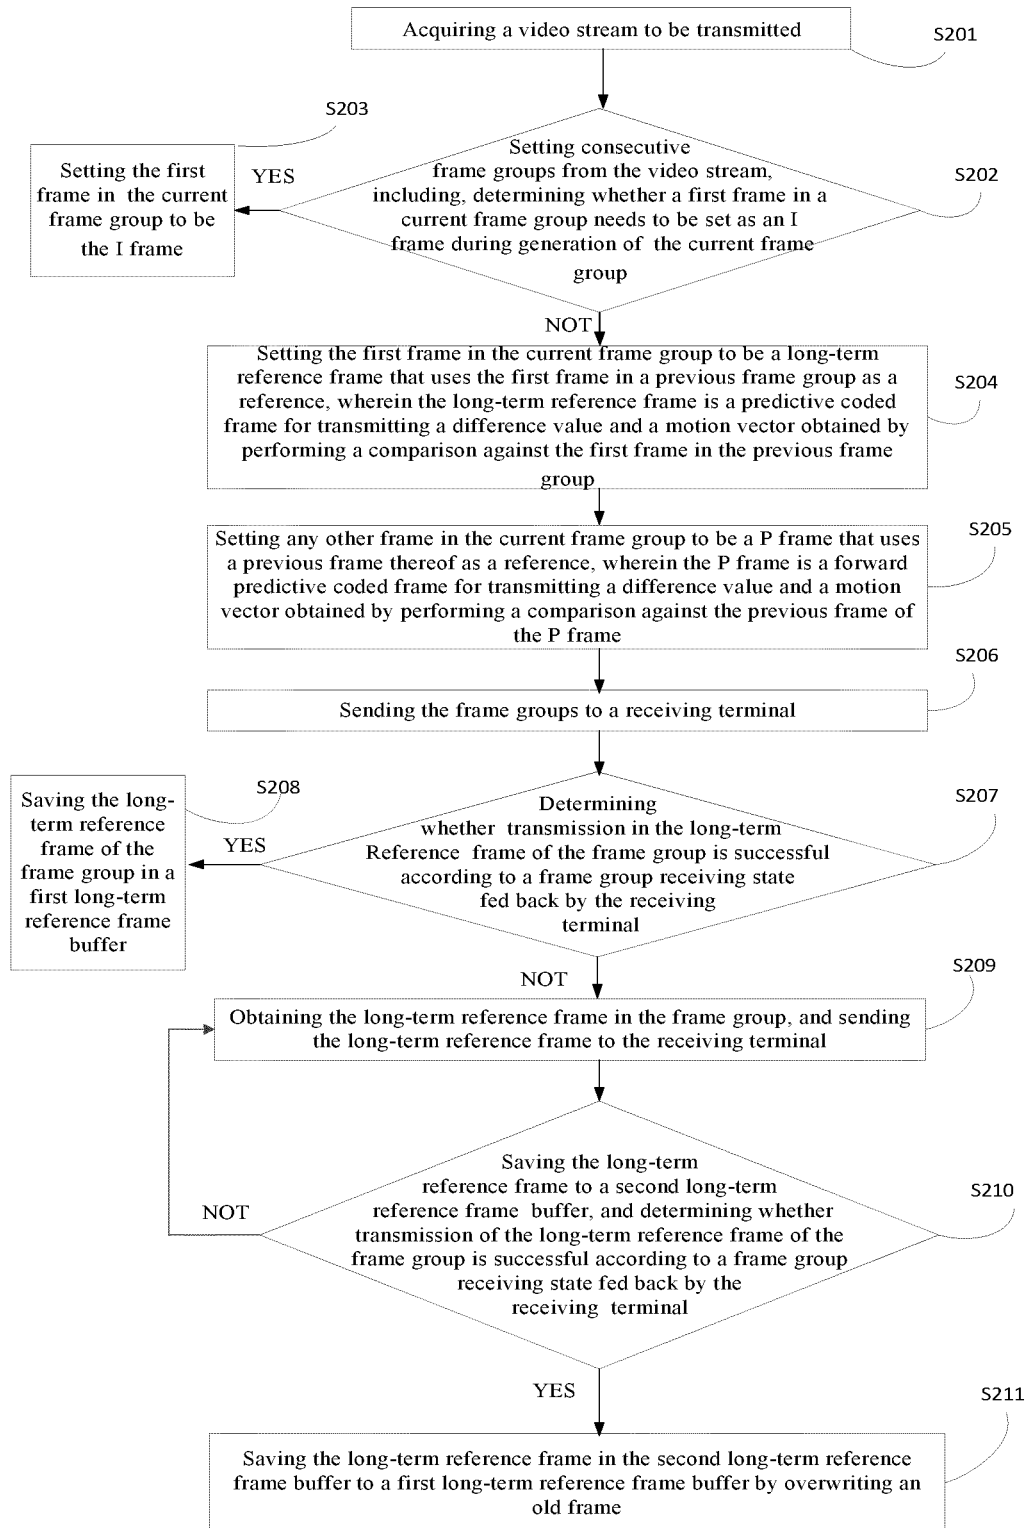 Acquiring a video stream to be transmitted
S201
S203
Setting the first
frame in the current
frame group to be
the I frame
YES
Setting consecutive
frame groups from the video stream,
including, determining whether a first frame in a
current frame group needs to be set as an I
frame during generation of the current frame
group
S202
NOT
Setting the first frame in the current frame group to be a long-term
reference frame that uses the first frame in a previous frame group as a
reference, wherein the long-term reference frame is a predictive coded
frame for transmitting a difference value and a motion vector obtained by
performing a comparison against the first frame in the previous frame
group
S204
Setting any other frame in the current frame group to be a P frame that uses
a previous frame thereof as a reference, wherein the P frame is a forward
predictive coded frame for transmitting a difference value and a motion
vector obtained by performing a comparison against the previous frame of
the P frame
S205
S206
Sending the frame groups to a receiving terminal
S208
Saving the long-
term reference
frame of the
frame group in a
first long-term
reference frame
buffer
YES
Determining
whether transmission in the long-term
Reference frame of the frame group is successful
according to a frame group receiving state
fed back by the receiving
terminal
S207
NOT
S209
Obtaining the long-term reference frame in the frame group, and sending
the long-term reference frame to the receiving terminal
NOT
Saving the long-term
reference frame to a second long-term
reference frame buffer, and determining whether
transmission of the long-term reference frame of the
frame group is successful according to a frame group
receiving state fed back by the
receiving terminal
S210
YES
S211
Saving the long-term reference frame in the second long-term reference
frame buffer to a first long-term reference frame buffer by overwriting an
old frame